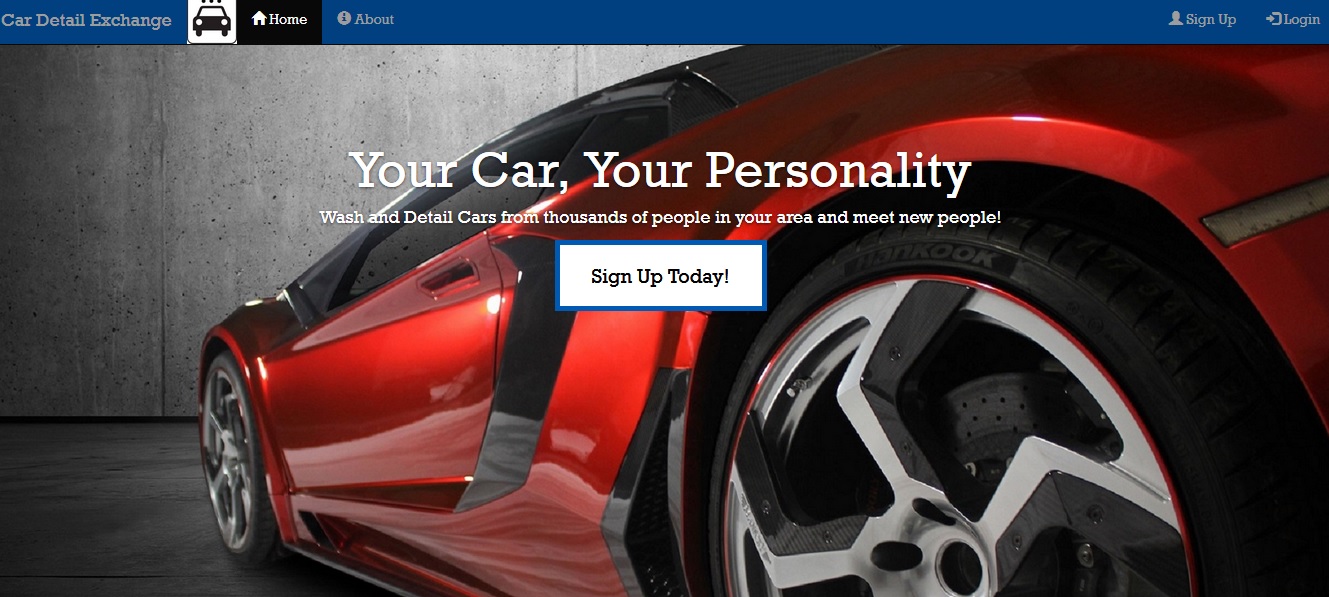 Car Detail Exchange
Home
About
Sign Up
Login
Your Car, Your Personality
Wash and Detail Cars from thousands of people in your area and meet new people!
HANKOOK
Sign Up Today!